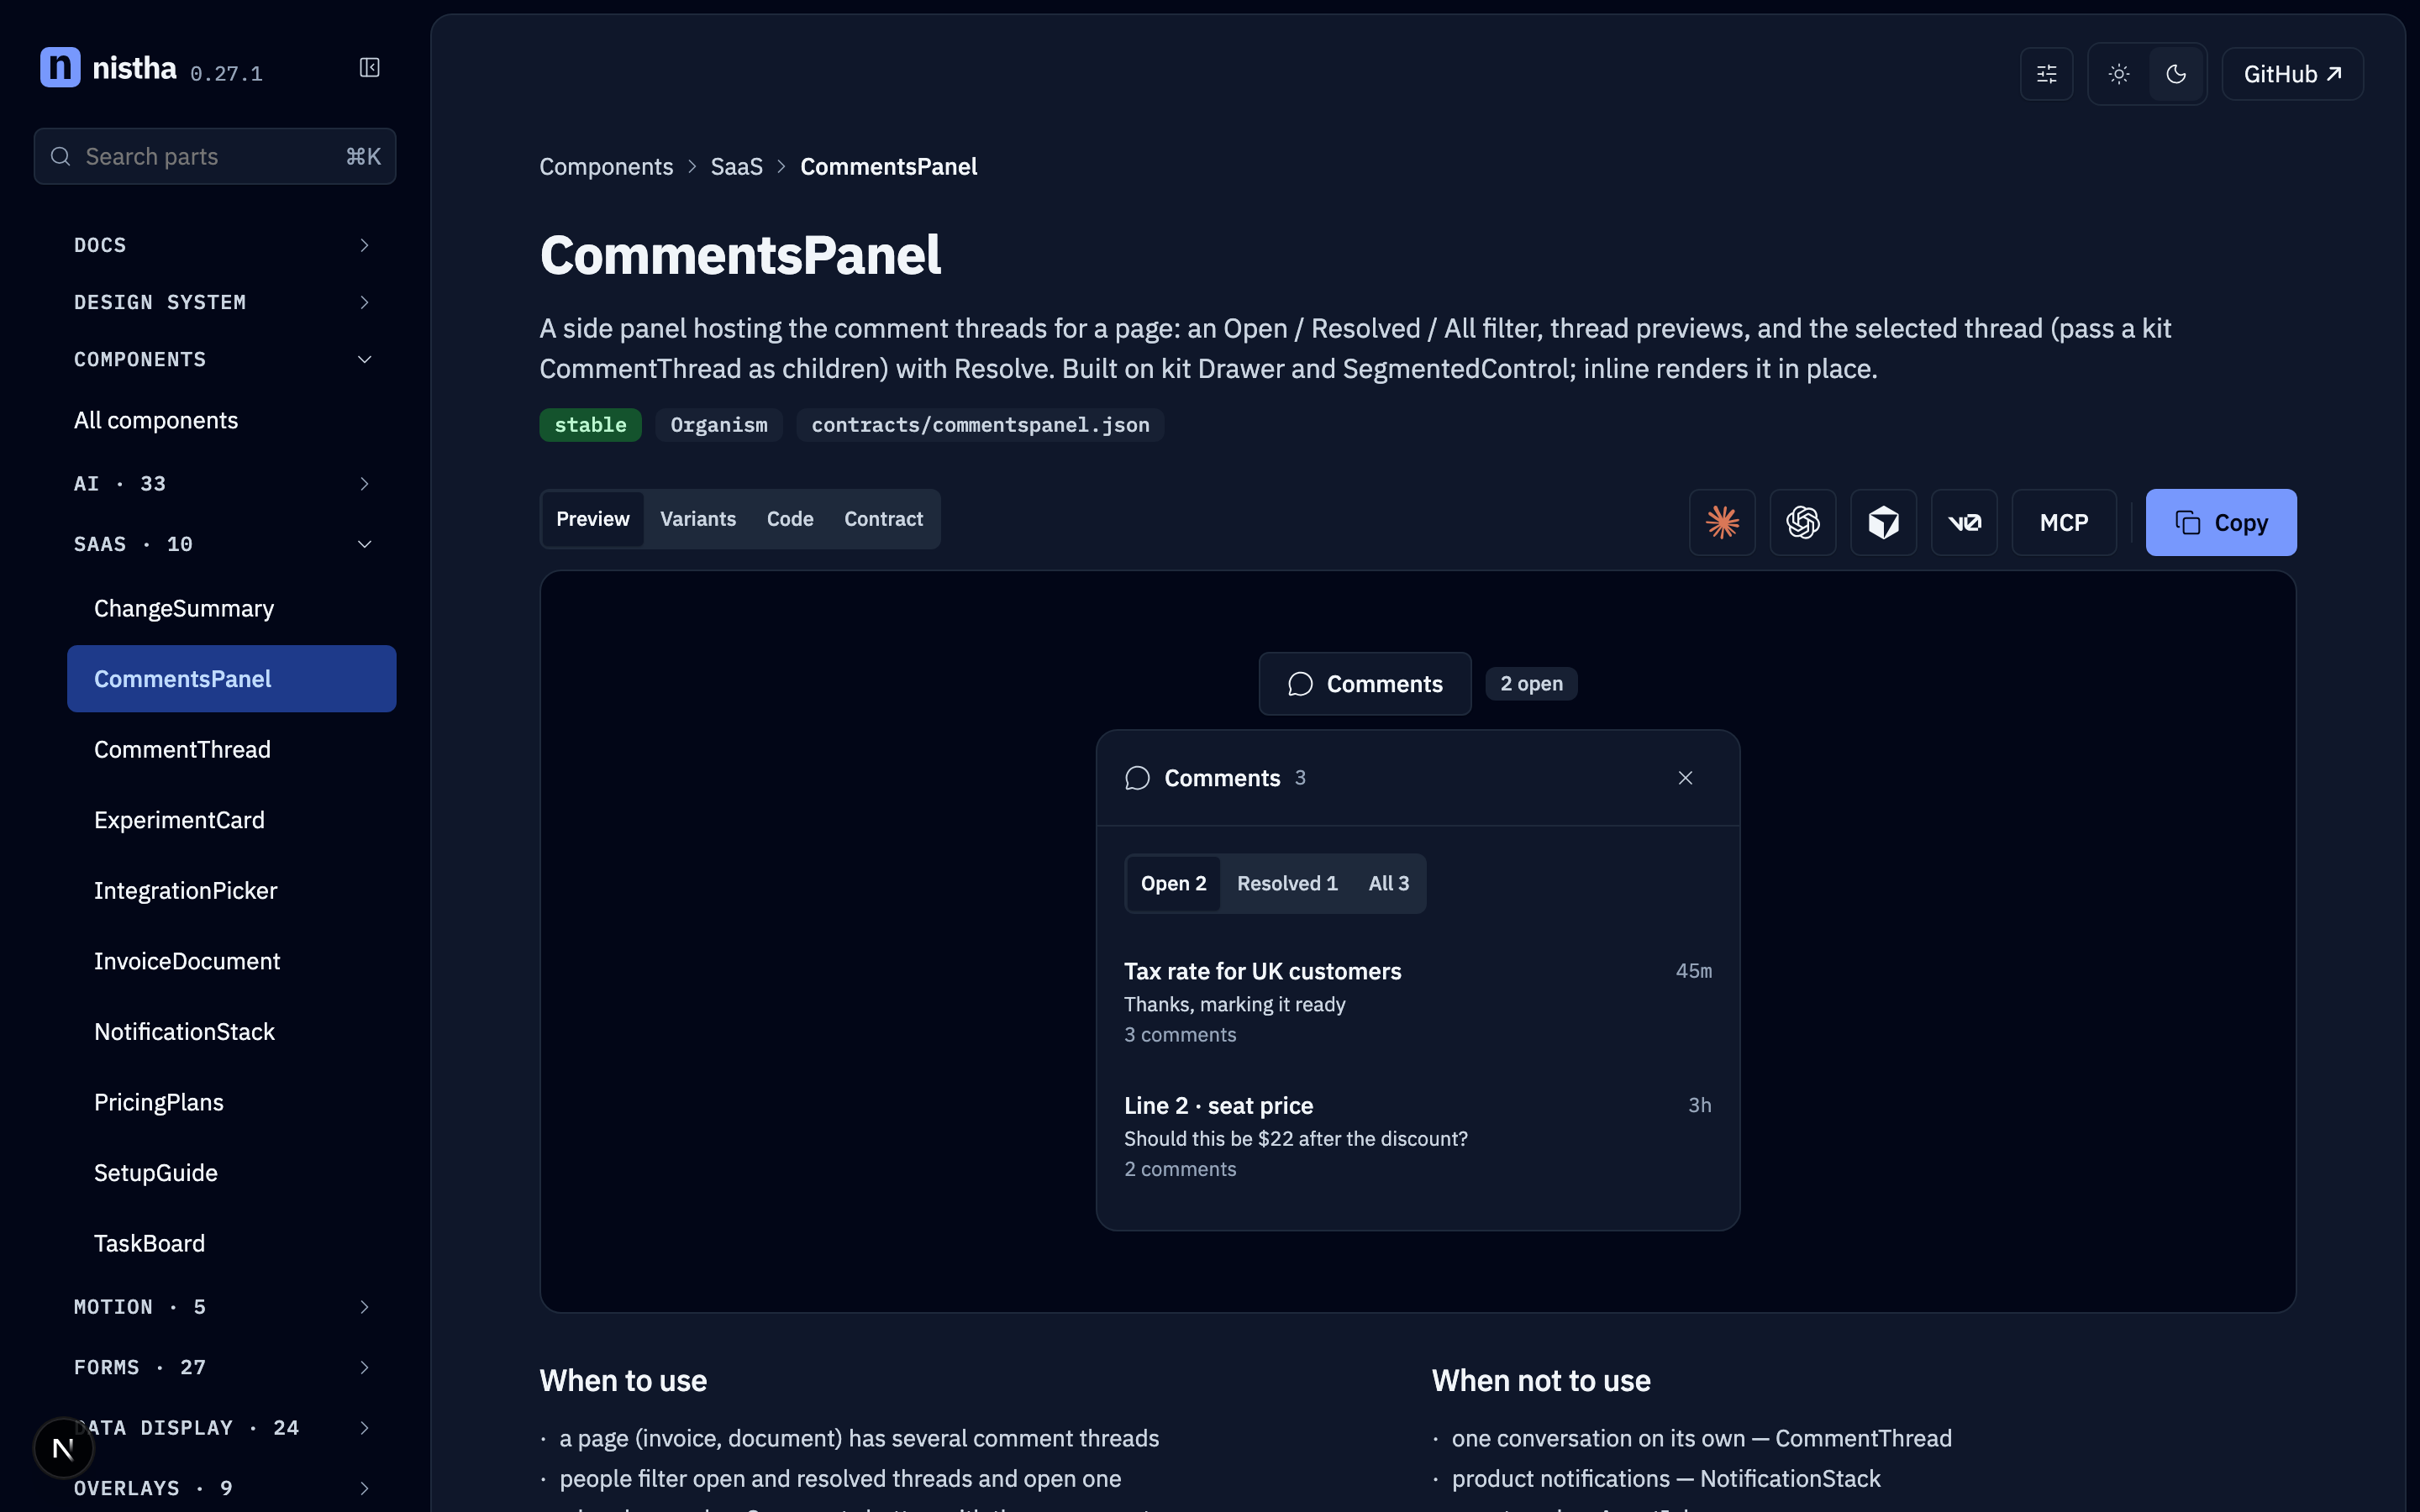 n nistha 0.27.1
Search parts ⌘K
DOCS
DESIGN SYSTEM
COMPONENTS
All components
AI · 33
SAAS · 10
ChangeSummary
CommentsPanel
CommentThread
ExperimentCard
IntegrationPicker
InvoiceDocument
NotificationStack
PricingPlans
SetupGuide
TaskBoard
MOTION · 5
FORMS · 27
DATA DISPLAY · 24
N
OVERLAYS · 9
GitHub ↗
Components > SaaS > CommentsPanel
CommentsPanel
A side panel hosting the comment threads for a page: an Open / Resolved / All filter, thread previews, and the selected thread (pass a kit
CommentThread as children) with Resolve. Built on kit Drawer and SegmentedControl; inline renders it in place.
stable Organism contracts/commentspanel.json
Preview Variants Code Contract
v0 MCP Copy
Comments 2 open
Comments 3
Open 2 Resolved 1 All 3
Tax rate for UK customers 45m
Thanks, marking it ready
3 comments
Line 2 · seat price 3h
Should this be $22 after the discount?
2 comments
When to use
· a page (invoice, document) has several comment threads
· people filter open and resolved threads and open one
When not to use
· one conversation on its own — CommentThread
· product notifications — NotificationStack